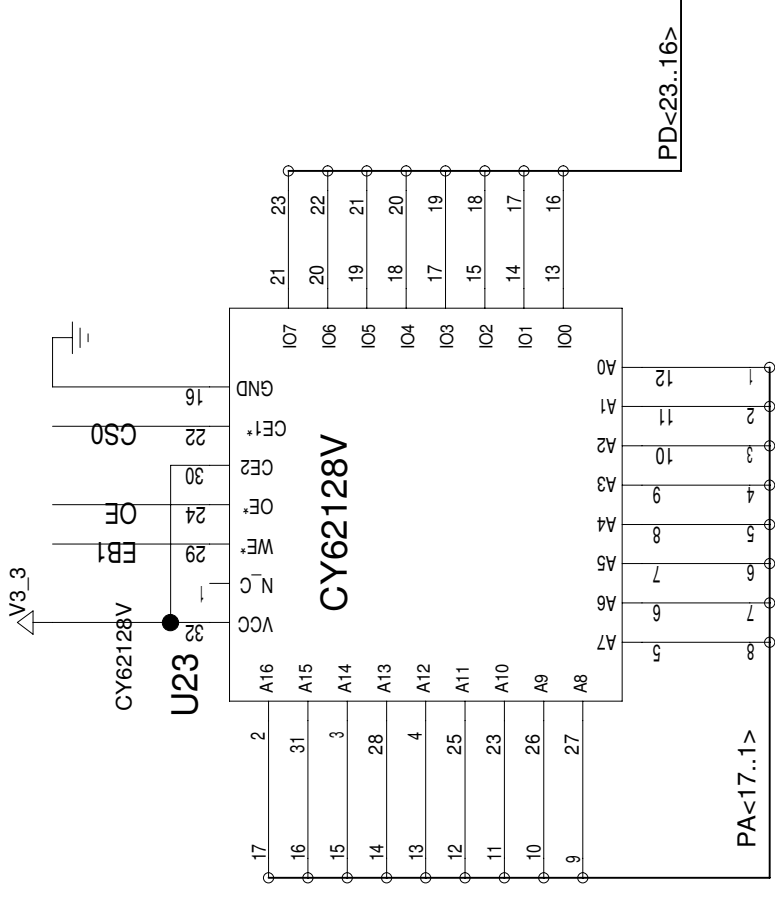 V3_3
CY62128V
U23
CY62128V
VCC
32
N_C
1
WE*
29
EB1
OE*
24
OE
CE2
30
CE1*
22
CS0
GND
16
IO7 21 23
IO6 20 22
IO5 19 21
IO4 18 20
IO3 17 19
IO2 15 18
IO1 14 17
IO0 13 16
PD<23..16>
17 2 A16
16 31 A15
15 3 A14
14 28 A13
13 4 A12
12 25 A11
11 23 A10
10 26 A9
9 27 A8
A7 5 8
A6 6 7
A5 7 6
A4 8 5
A3 9 4
A2 10 3
A1 11 2
A0 12 1
PA<17..1>